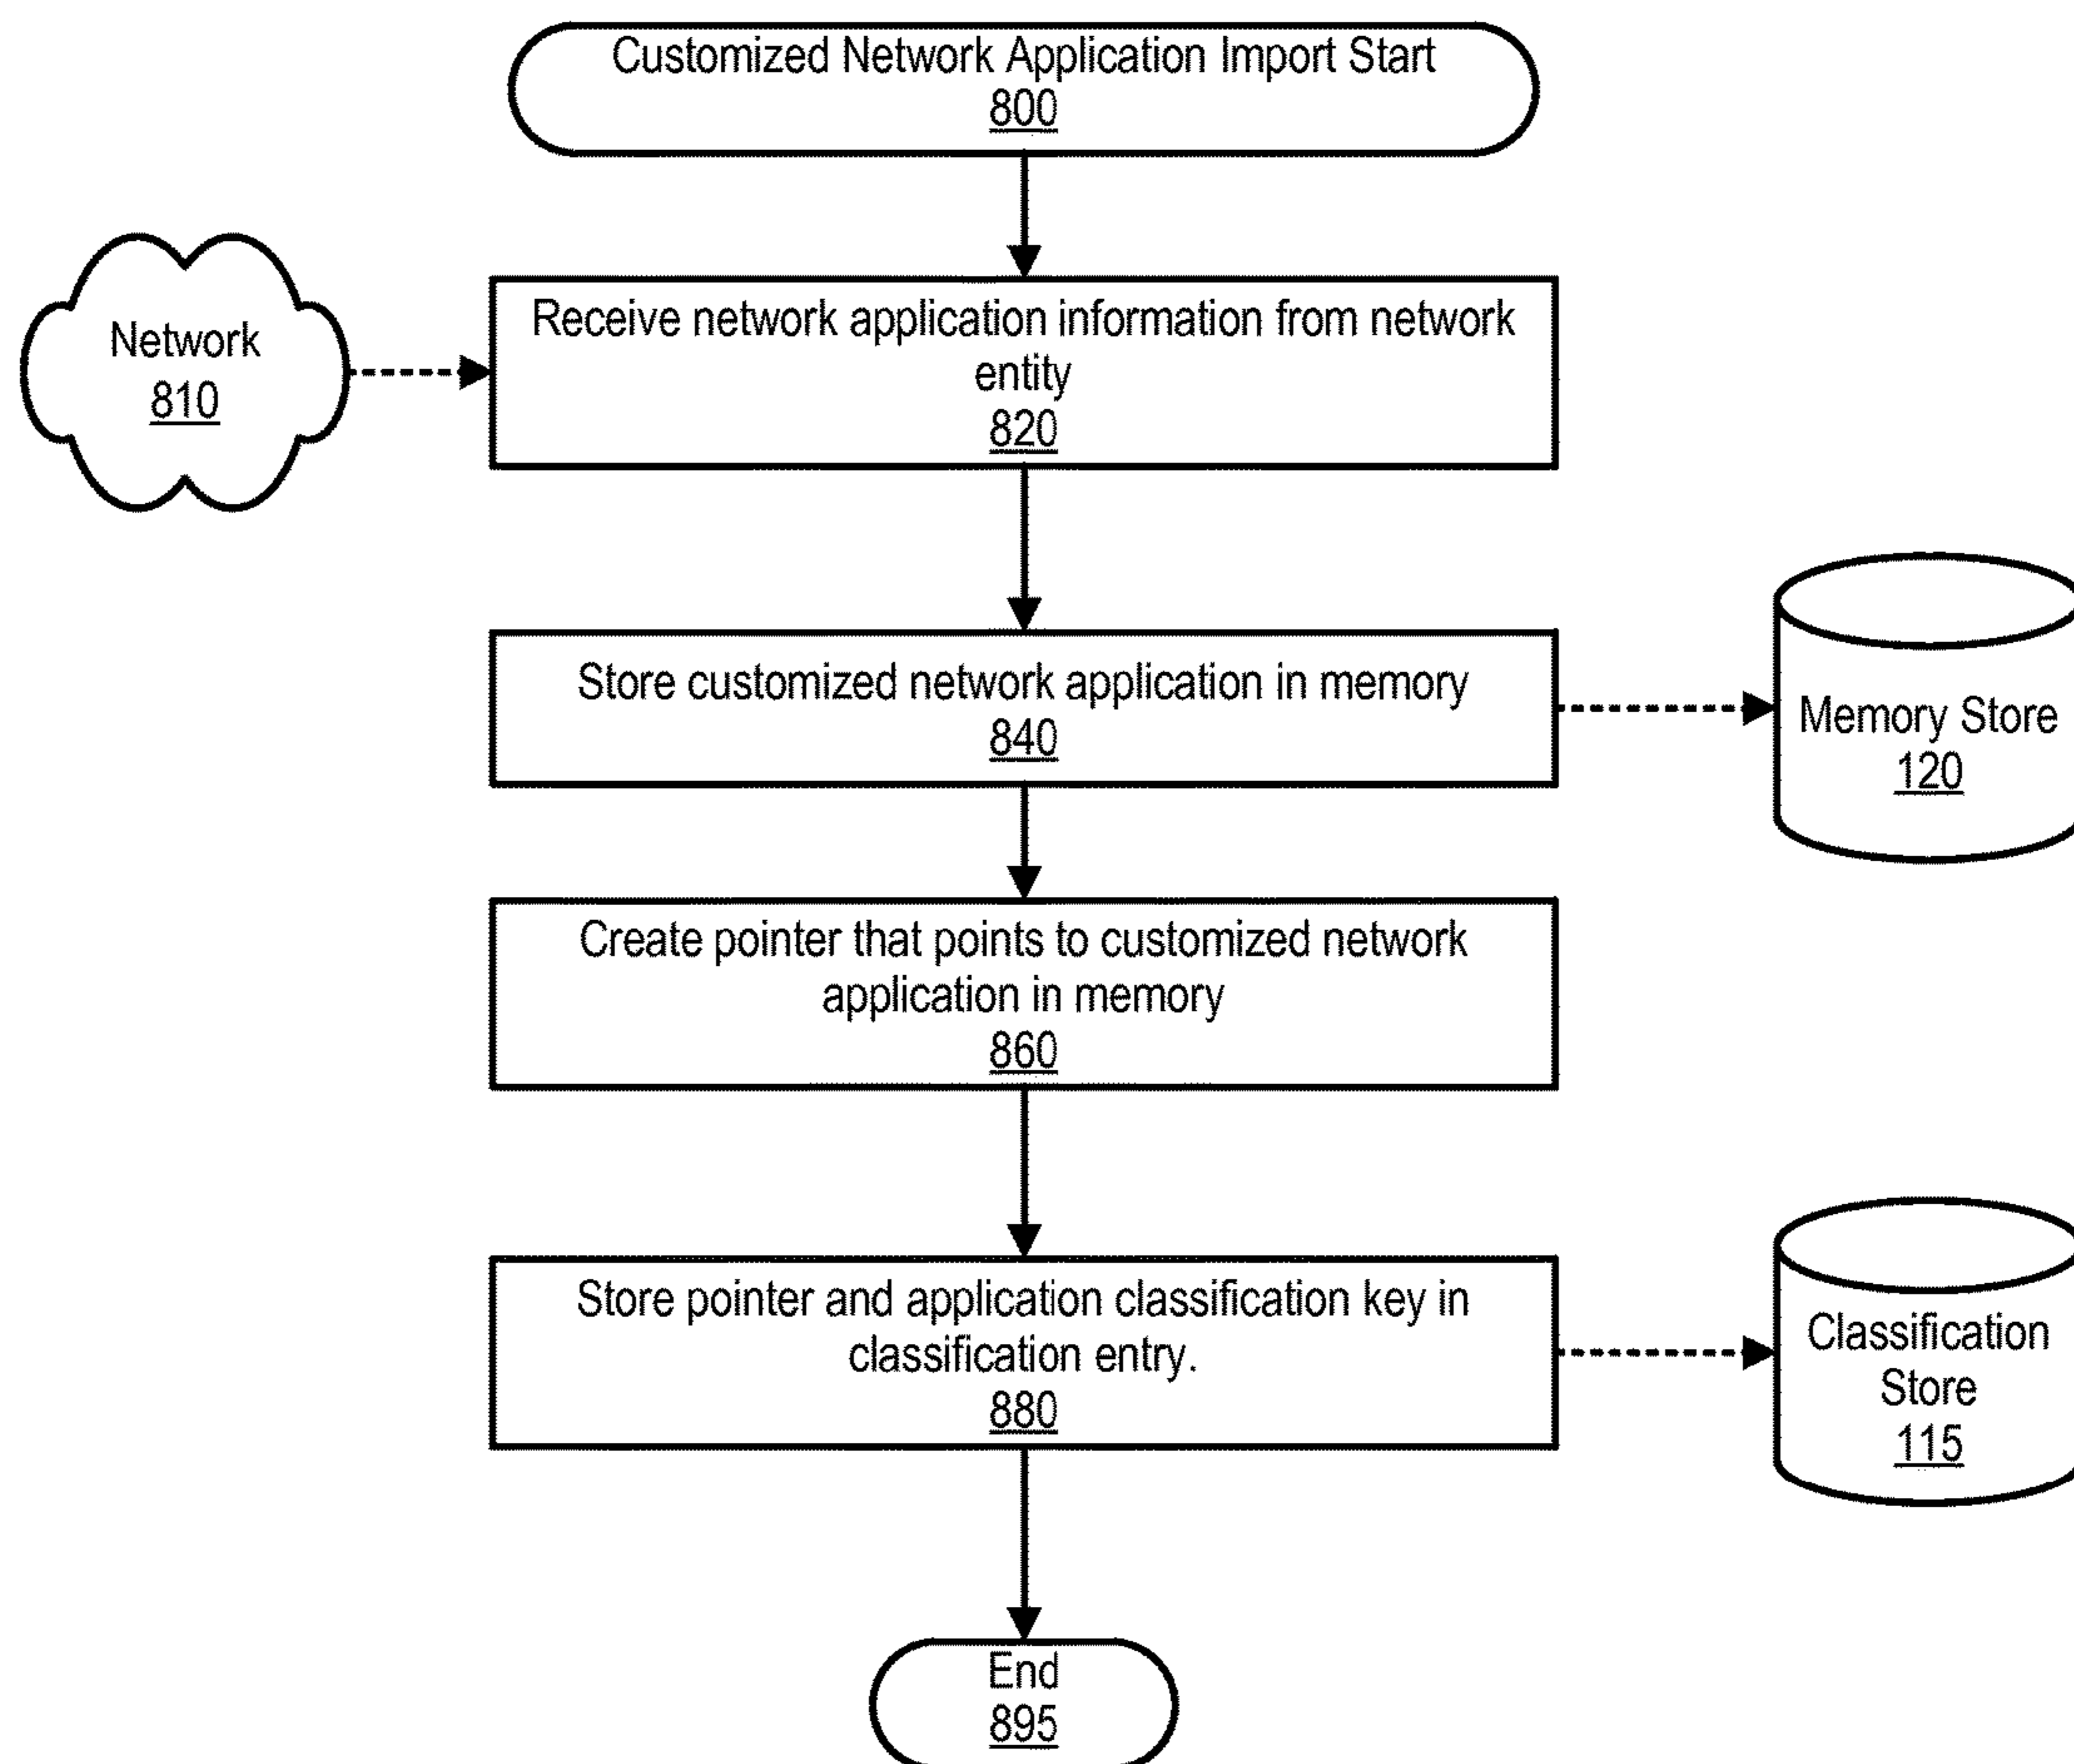 Customized Network Application Import Start
800
Network
810
Receive network application information from network
entity
820
Store customized network application in memory
840
Memory Store
120
Create pointer that points to customized network
application in memory
860
Store pointer and application classification key in
classification entry.
880
Classification
Store
115
End
895